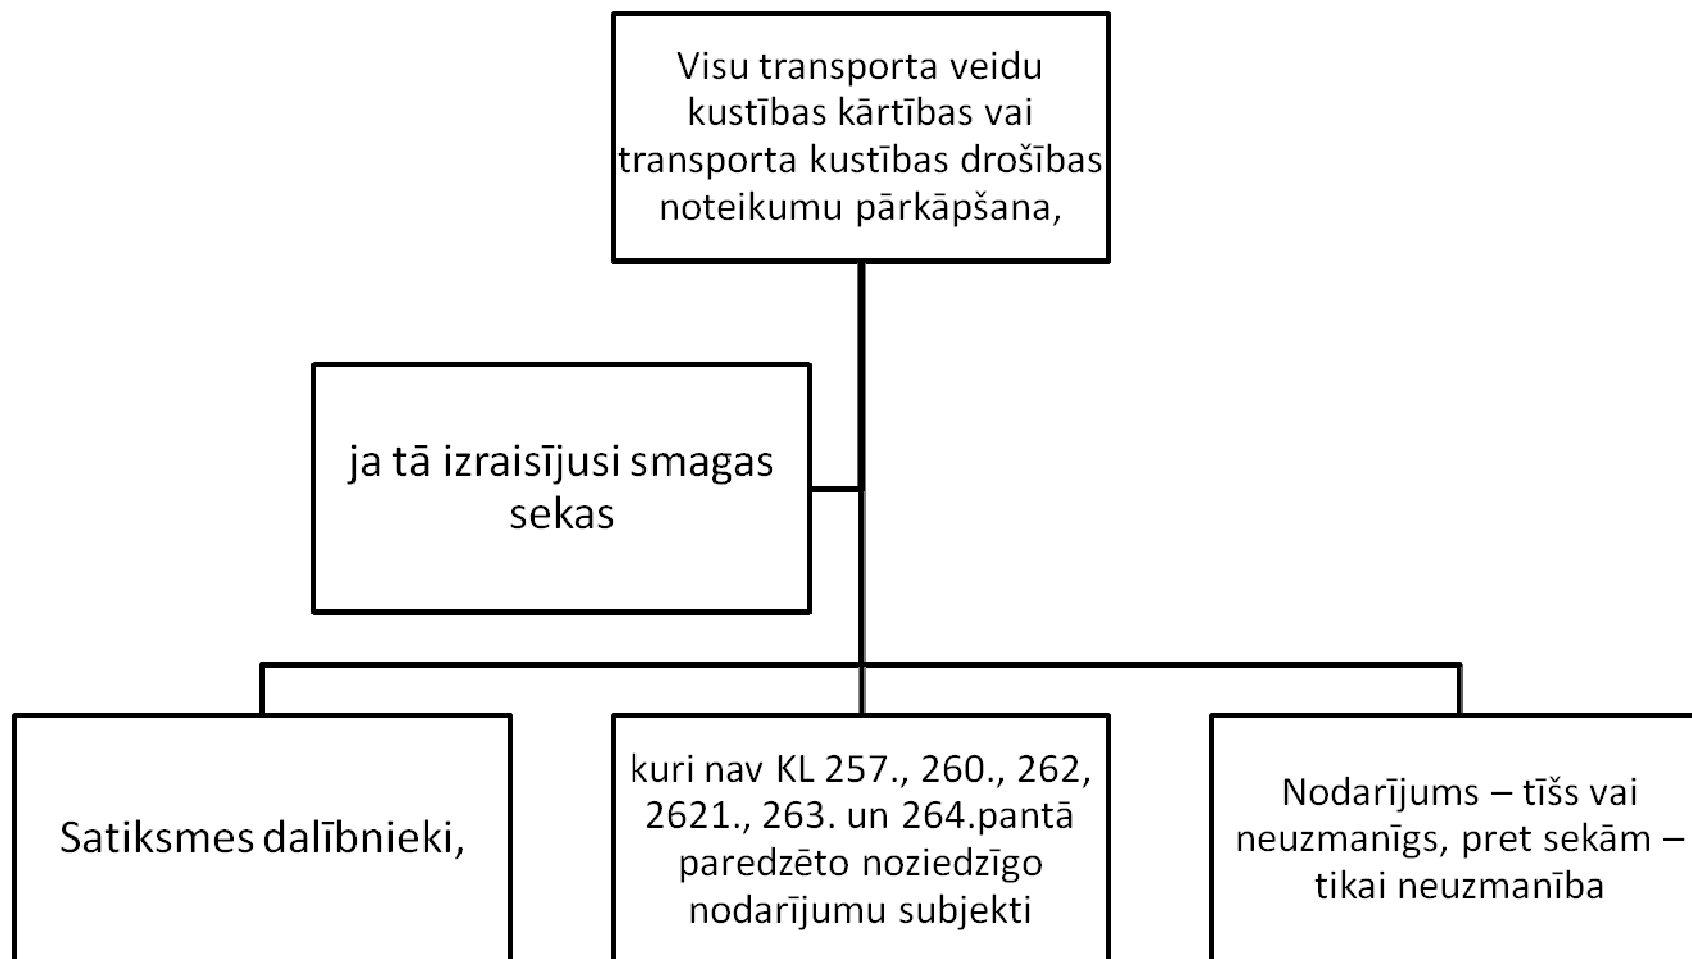 Visu transporta veidu
kustības kārtības vai
transporta kustības drošības
noteikumu pārkāpšana,
ja tā izraisījusi smagas
sekas
Satiksmes dalībnieki,
kuri nav KL 257., 260., 262,
2621., 263. un 264.pantā
paredzēto noziedzīgo
nodarījumu subjekti
Nodarījums – tīšs vai
neuzmanīgs, pret sekām –
tikai neuzmanība